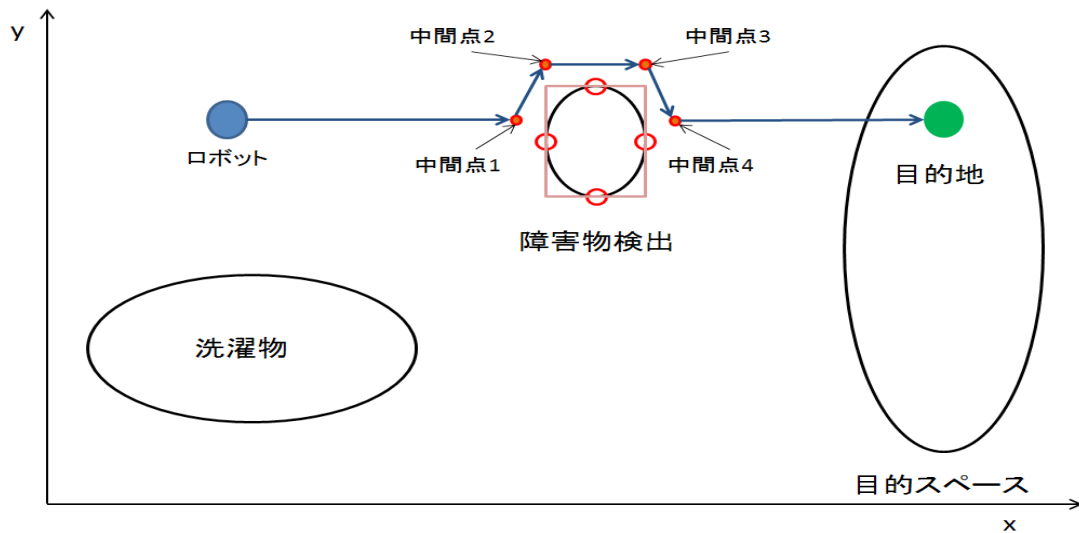 y
中間点2
中間点3
ロボット
中間点1
中間点4
目的地
障害物検出
洗濯物
目的スペース
x